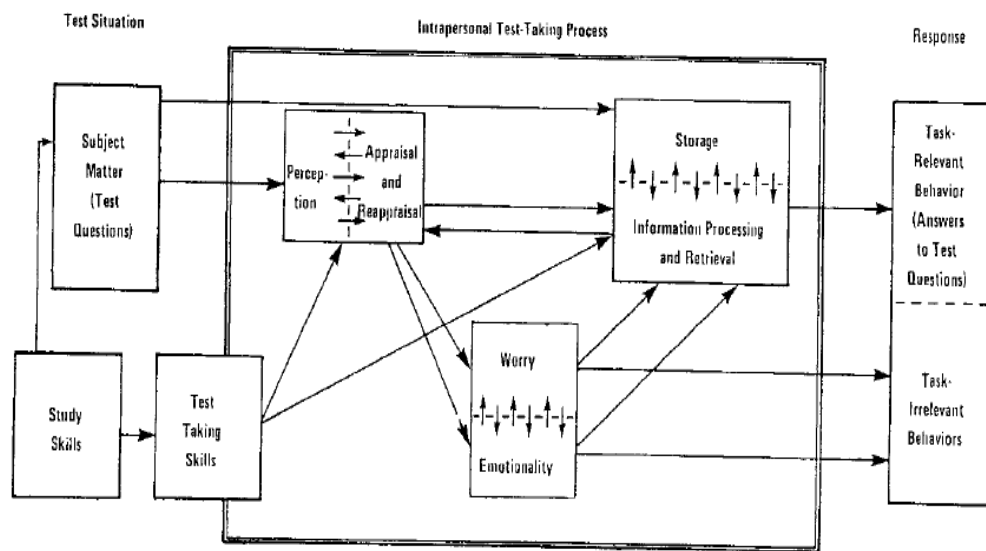 Test Situation
Intrapersonal Test-Taking Process
Response
Subject
Matter
(Test
Questions)
Percep-
tion
Appraisal
and
Reappraisal
Storage
Information Processing
and Retrieval
Task-
Relevant
Behavior
(Answers
to Test
Questions)
Study
Skills
Test
Taking
Skills
Worry
Emotionality
Task-
Irrelevant
Behaviors